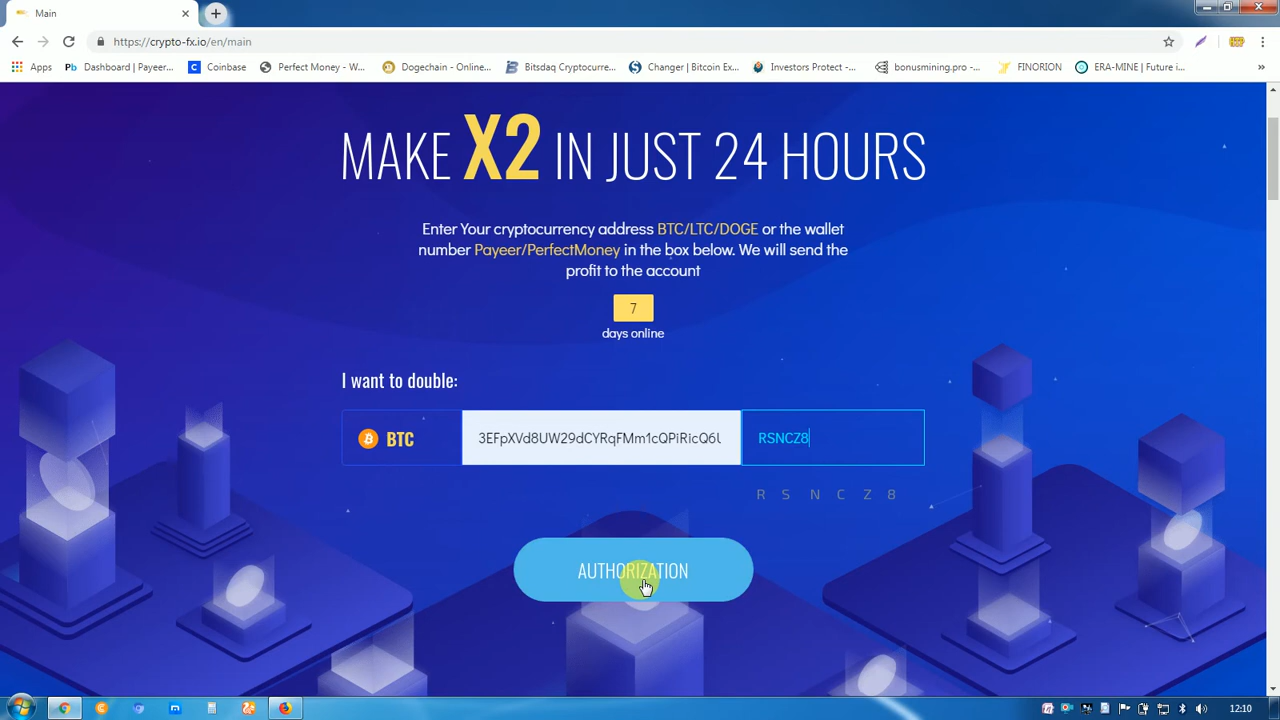 Main
https://crypto-fx.io/en/main
Apps
Pb Dashboard | Payeer...
Coinbase
Perfect Money - W...
Dogechain - Online...
Bitsdaq Cryptocurre...
Changer | Bitcoin Ex...
Investors Protect -...
bonusmining.pro -...
FINORION
ERA-MINE | Future i...
»
MAKE X2 IN JUST 24 HOURS
Enter Your cryptocurrency address BTC/LTC/DOGE or the wallet
number Payeer/PerfectMoney in the box below. We will send the
profit to the account
7
days online
I want to double:
BTC
3EFpXVd8UW29dCYRqFMm1cQPiRicQ6l
RSNCZ8
R S N C Z 8
AUTHORIZATION
12:10